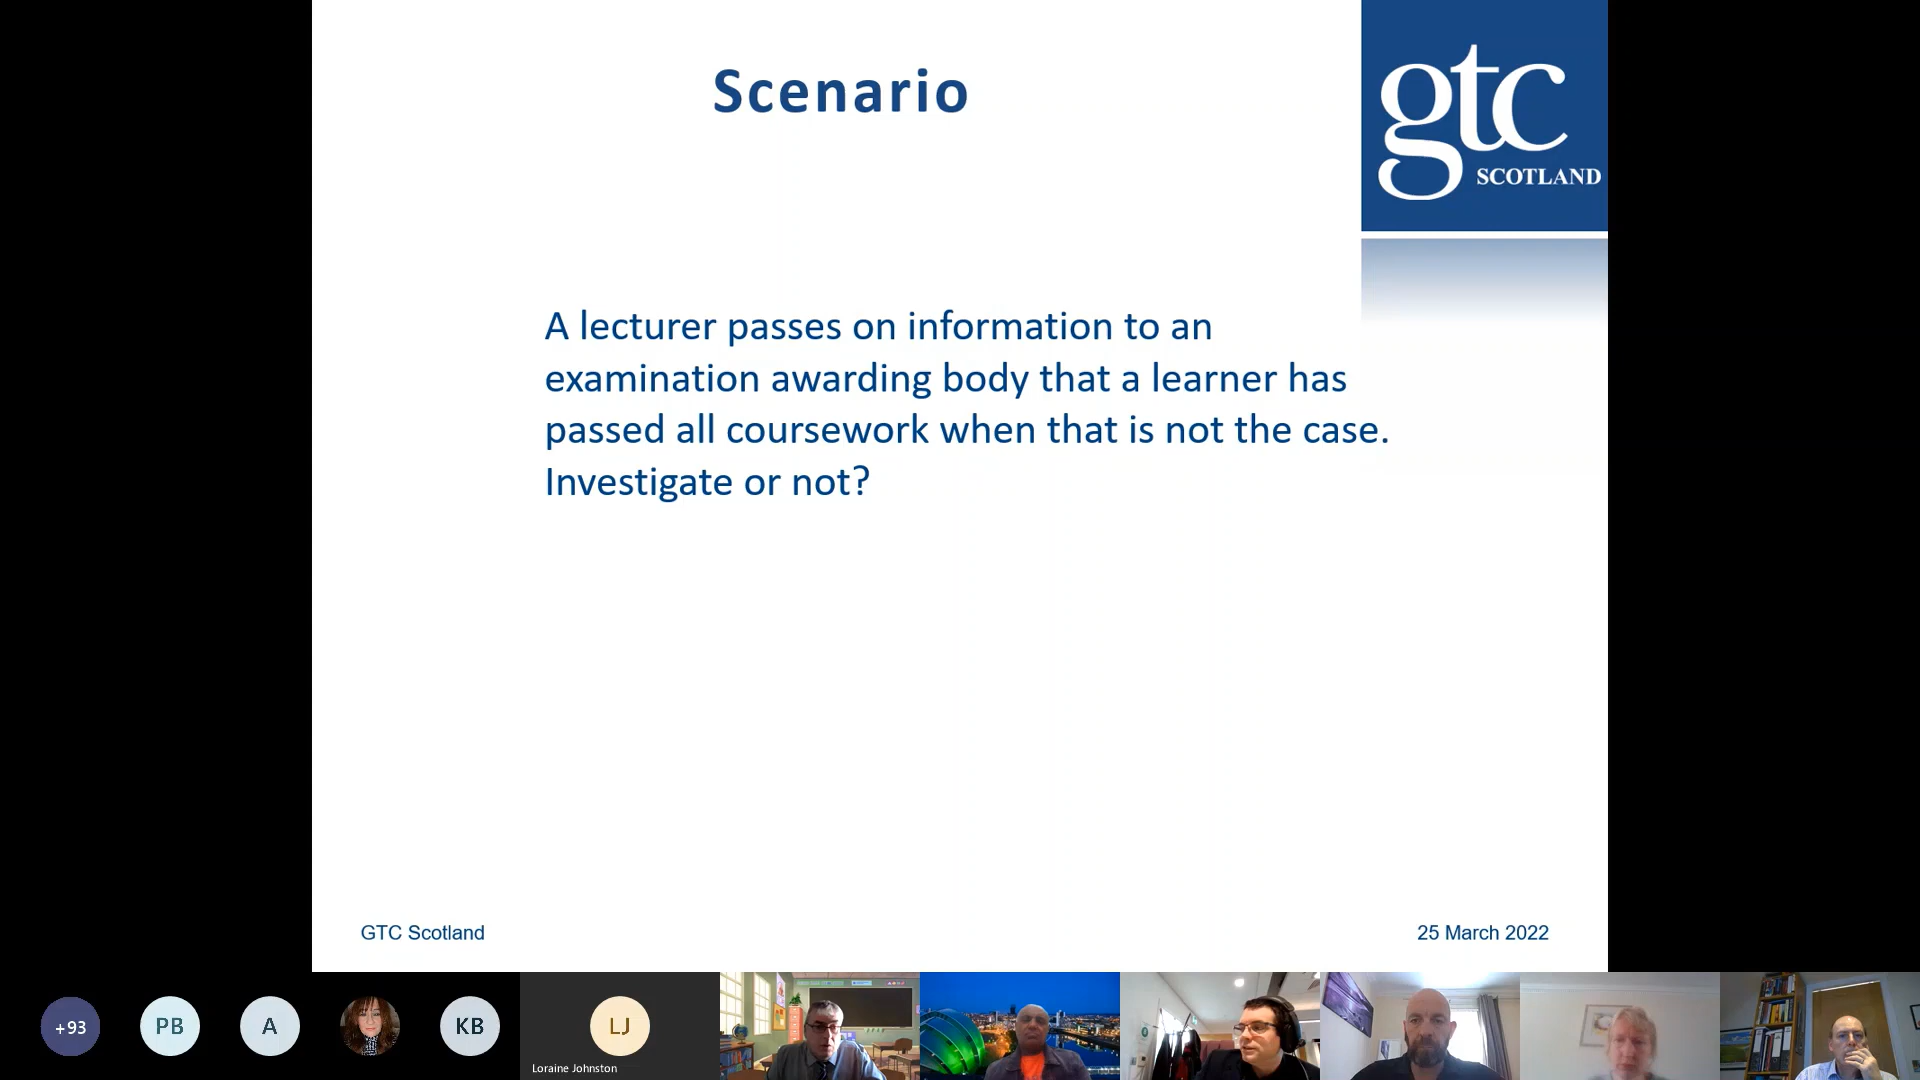 Scenario
gtc
SCOTLAND
A lecturer passes on information to an
examination awarding body that a learner has
passed all coursework when that is not the case.
Investigate or not?
GTC Scotland
25 March 2022
+93
PB
A
KB
LJ
Loraine Johnston